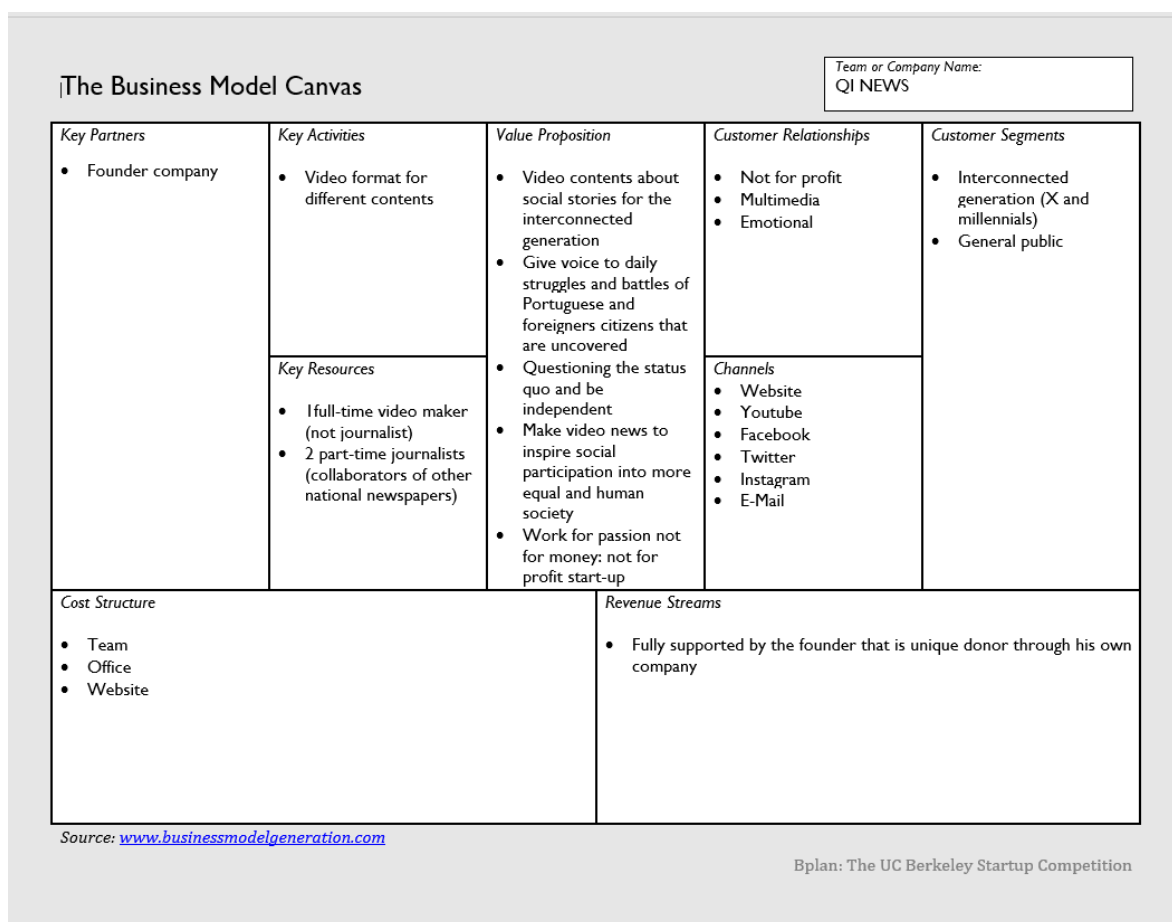 The Business Model Canvas
Team or Company Name:
QI NEWS
Key Partners
• Founder company
Key Activities
• Video format for
different contents
Key Resources
• 1full-time video maker
(not journalist)
• 2 part-time journalists
(collaborators of other
national newspapers)
Value Proposition
• Video contents about
social stories for the
interconnected
generation
• Give voice to daily
struggles and battles of
Portuguese and
foreigners citizens that
are uncovered
• Questioning the status
quo and be
independent
• Make video news to
inspire social
participation into more
equal and human
society
• Work for passion not
for money: not for
profit start-up
Customer Relationships
• Not for profit
• Multimedia
• Emotional
Channels
• Website
• Youtube
• Facebook
• Twitter
• Instagram
• E-Mail
Customer Segments
• Interconnected
generation (X and
millennials)
• General public
Cost Structure
• Team
• Office
• Website
Revenue Streams
• Fully supported by the founder that is unique donor through his own
company
Source: www.businessmodelgeneration.com
Bplan: The UC Berkeley Startup Competition